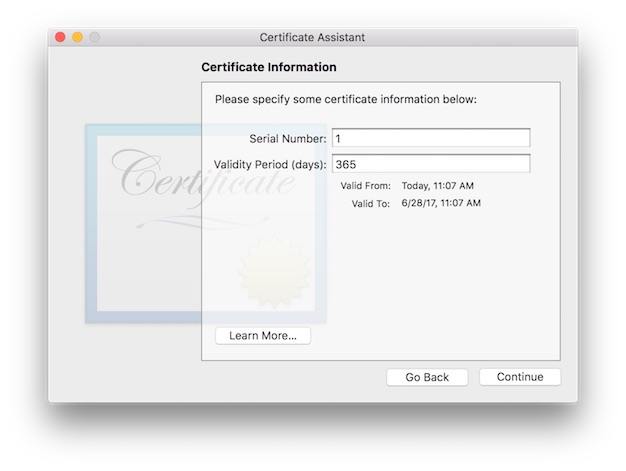 Certificate Assistant
Certificate Information
Please specify some certificate information below:
Serial Number: 1
Validity Period (days): 365
Certificate
Valid From: Today, 11:07 AM
Valid To: 6/28/17, 11:07 AM
Learn More...
Go Back Continue